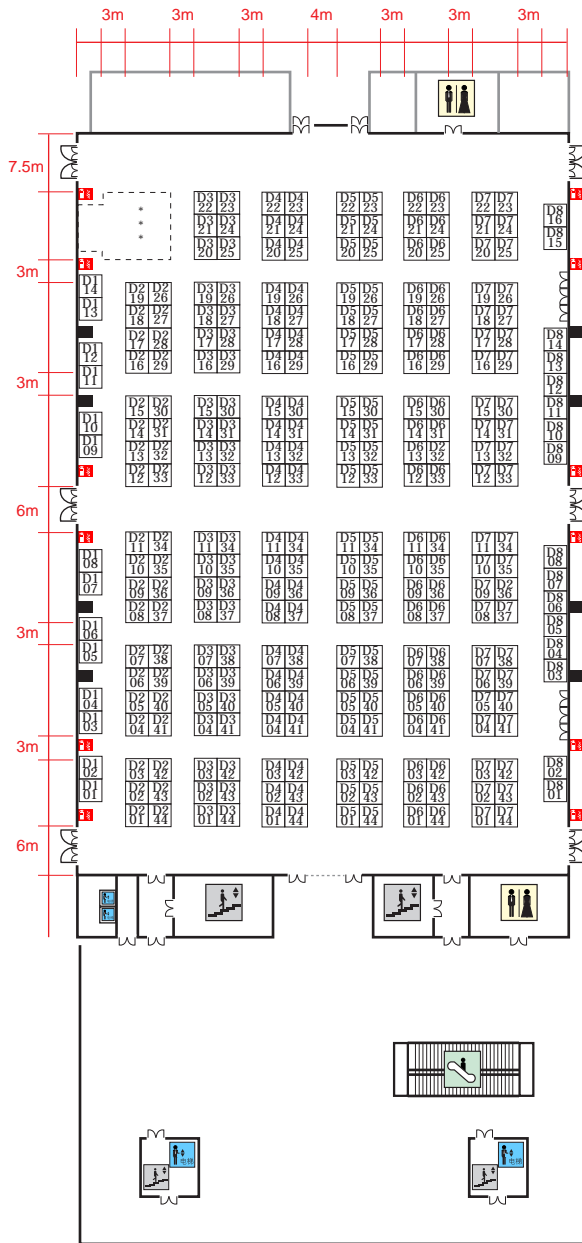 3m 3m 3m 4m 3m 3m 3m
7.5m
3m
3m
6m
3m
3m
6m
* * *
D3 D3 D4 D4 D5 D5 D6 D6 D7 D7
22 23 22 23 22 23 22 23 22 23
D3 D3 D4 D4 D5 D5 D6 D6 D7 D7
21 24 21 24 21 24 21 24 21 24
D3 D3 D4 D4 D5 D5 D6 D6 D7 D7
20 25 20 25 20 25 20 25 20 25
D8
16
D8
15
D1
14
D1
13
D1
12
D1
11
D1
10
D1
09
D2 D2 D3 D3 D4 D4 D5 D5 D6 D6 D7 D7
19 26 19 26 19 26 19 26 19 26 19 26
D2 D2 D3 D3 D4 D4 D5 D5 D6 D6 D7 D7
18 27 18 27 18 27 18 27 18 27 18 27
D2 D2 D3 D3 D4 D4 D5 D5 D6 D6 D7 D7
17 28 17 28 17 28 17 28 17 28 17 28
D2 D2 D3 D3 D4 D4 D5 D5 D6 D6 D7 D7
16 29 16 29 16 29 16 29 16 29 16 29
D2 D2 D3 D3 D4 D4 D5 D5 D6 D6 D7 D7
15 30 15 30 15 30 15 30 15 30 15 30
D2 D2 D3 D3 D4 D4 D5 D5 D6 D6 D7 D7
14 31 14 31 14 31 14 31 14 31 14 31
D2 D2 D3 D3 D4 D4 D5 D5 D6 D2 D7 D7
13 32 13 32 13 32 13 32 13 32 13 32
D2 D2 D3 D3 D4 D4 D5 D5 D6 D6 D7 D7
12 33 12 33 12 33 12 33 12 33 12 33
D8
14
D8
13
D8
12
D8
11
D8
10
D8
09
D1
08
D1
07
D1
06
D1
05
D1
04
D1
03
D1
02
D1
01
D2 D2 D3 D3 D4 D4 D5 D5 D6 D6 D7 D7
11 34 11 34 11 34 11 34 11 34 11 34
D2 D2 D3 D3 D4 D4 D5 D5 D6 D6 D7 D7
10 35 10 35 10 35 10 35 10 35 10 35
D2 D2 D3 D3 D4 D4 D5 D5 D6 D6 D7 D2
09 36 09 36 09 36 09 36 09 36 09 36
D2 D2 D3 D3 D4 D4 D5 D5 D6 D6 D7 D7
08 37 08 37 08 37 08 37 08 37 08 37
D2 D2 D3 D3 D4 D4 D5 D5 D6 D6 D7 D7
07 38 07 38 07 38 07 38 07 38 07 38
D2 D2 D3 D3 D4 D4 D5 D5 D6 D6 D7 D7
06 39 06 39 06 39 06 39 06 39 06 39
D2 D2 D3 D3 D4 D4 D5 D5 D6 D6 D7 D7
05 40 05 40 05 40 05 40 05 40 05 40
D2 D2 D3 D3 D4 D4 D5 D5 D6 D6 D7 D7
04 41 04 41 04 41 04 41 04 41 04 41
D2 D2 D3 D3 D4 D4 D5 D5 D6 D6 D7 D7
03 42 03 42 03 42 03 42 03 42 03 42
D2 D2 D3 D3 D4 D4 D5 D5 D6 D6 D7 D7
02 43 02 43 02 43 02 43 02 43 02 43
D2 D2 D3 D3 D4 D4 D5 D5 D6 D6 D7 D7
01 44 01 44 01 44 01 44 01 44 01 44
D8
08
D8
07
D8
06
D8
05
D8
04
D8
03
D8
02
D8
01
电梯
电梯